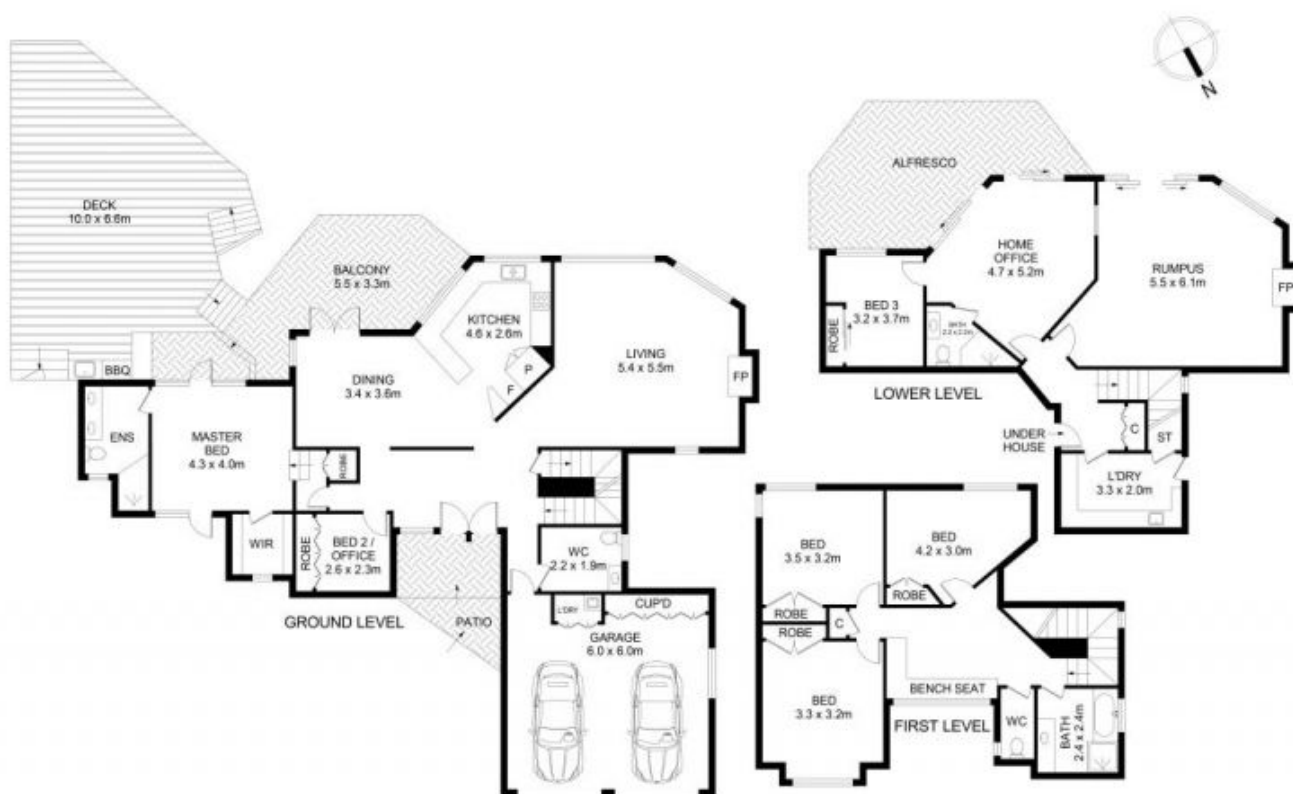 N
DECK
10.0 x 6.6m
BALCONY
5.5 x 3.3m
KITCHEN
4.6 x 2.6m
P
F
LIVING
5.4 x 5.5m
FP
DINING
3.4 x 3.6m
BBQ
ENS
MASTER
BED
4.3 x 4.0m
ROBE
WIR
ROBE
BED 2 /
OFFICE
2.6 x 2.3m
WC
2.2 x 1.9m
GROUND LEVEL
PATIO
L'DRY
CUP'D
GARAGE
6.0 x 6.0m
ALFRESCO
HOME
OFFICE
4.7 x 5.2m
RUMPUS
5.5 x 6.1m
FP
BED 3
3.2 x 3.7m
ROBE
BATH
LOWER LEVEL
UNDER
HOUSE
C
ST
L'DRY
3.3 x 2.0m
BED
3.5 x 3.2m
BED
4.2 x 3.0m
ROBE
ROBE
C
ROBE
BED
3.3 x 3.2m
BENCH SEAT
FIRST LEVEL
WC
BATH
2.4 x 2.4m